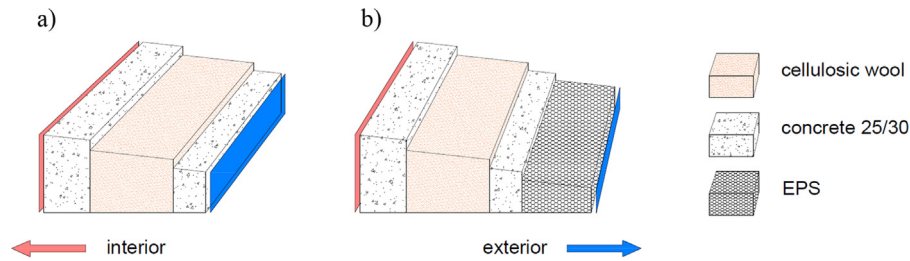 a)
b)
cellulosic wool
concrete 25/30
EPS
interior
exterior